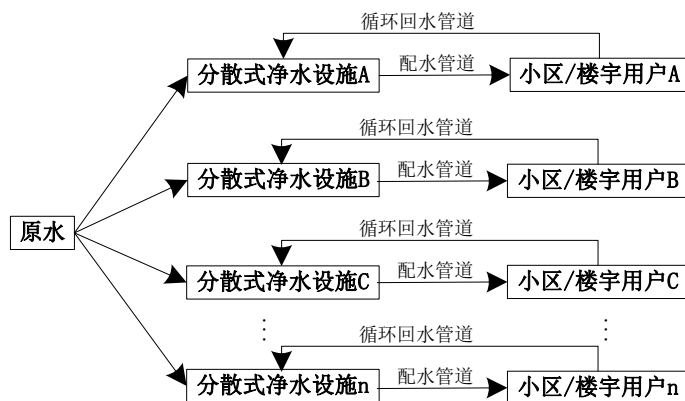 循环回水管道
分散式净水设施A
配水管道
小区/楼宇用户A
循环回水管道
分散式净水设施B
配水管道
小区/楼宇用户B
原水
循环回水管道
分散式净水设施C
配水管道
小区/楼宇用户C
循环回水管道
分散式净水设施n
配水管道
小区/楼宇用户n